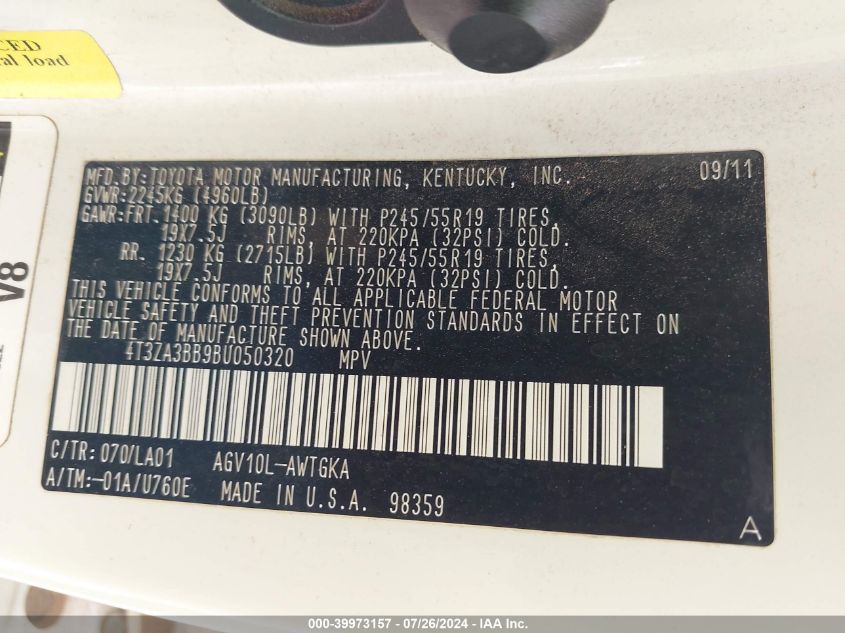 CED
ral load
V8
MFD.BY:TOYOTA MOTOR MANUFACTURING, KENTUCKY, INC. 09/11
GVWR:2245KG (4960LB)
GAWR:FRT.1400 KG (3090LB) WITH P245/55R19 TIRES,
19X7.5J RIMS, AT 220KPA (32PSI) COLD.
RR. 1230 KG (2715LB) WITH P245/55R19 TIRES,
19X7.5J RIMS, AT 220KPA (32PSI) COLD.
THIS VEHICLE CONFORMS TO ALL APPLICABLE FEDERAL MOTOR
VEHICLE SAFETY AND THEFT PREVENTION STANDARDS IN EFFECT ON
THE DATE OF MANUFACTURE SHOWN ABOVE.
4T3ZA3BB9BU050320 MPV
C/TR: 070/LA01 AGV10L-AWTGKA
A/TM:-01A/U760E MADE IN U.S.A. 98359
A
000-39973157 - 07/26/2024 - IAA Inc.